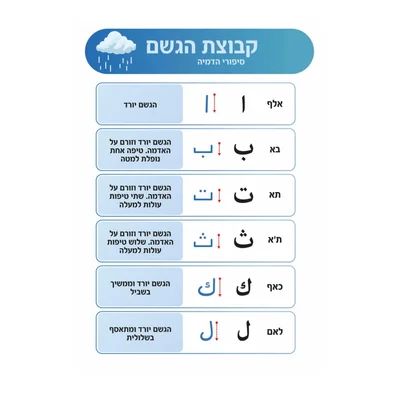 קבוצת הגשם
סיפורי הדמיה
אלף
ا
ا
הגשם יורד
בא
ب
ب
הגשם יורד וזורם על
האדמה. טיפה אחת
נופלת למטה
תא
ت
ت
הגשם יורד וזורם על
האדמה. שתי טיפות
עולות למעלה
ת'א
ث
ث
הגשם יורד וזורם על
האדמה. שלוש טיפות
עולות למעלה
כאף
ك
ك
הגשם יורד וממשיך
בשביל
לאם
ل
ل
הגשם יורד ומתאסף
בשלולית